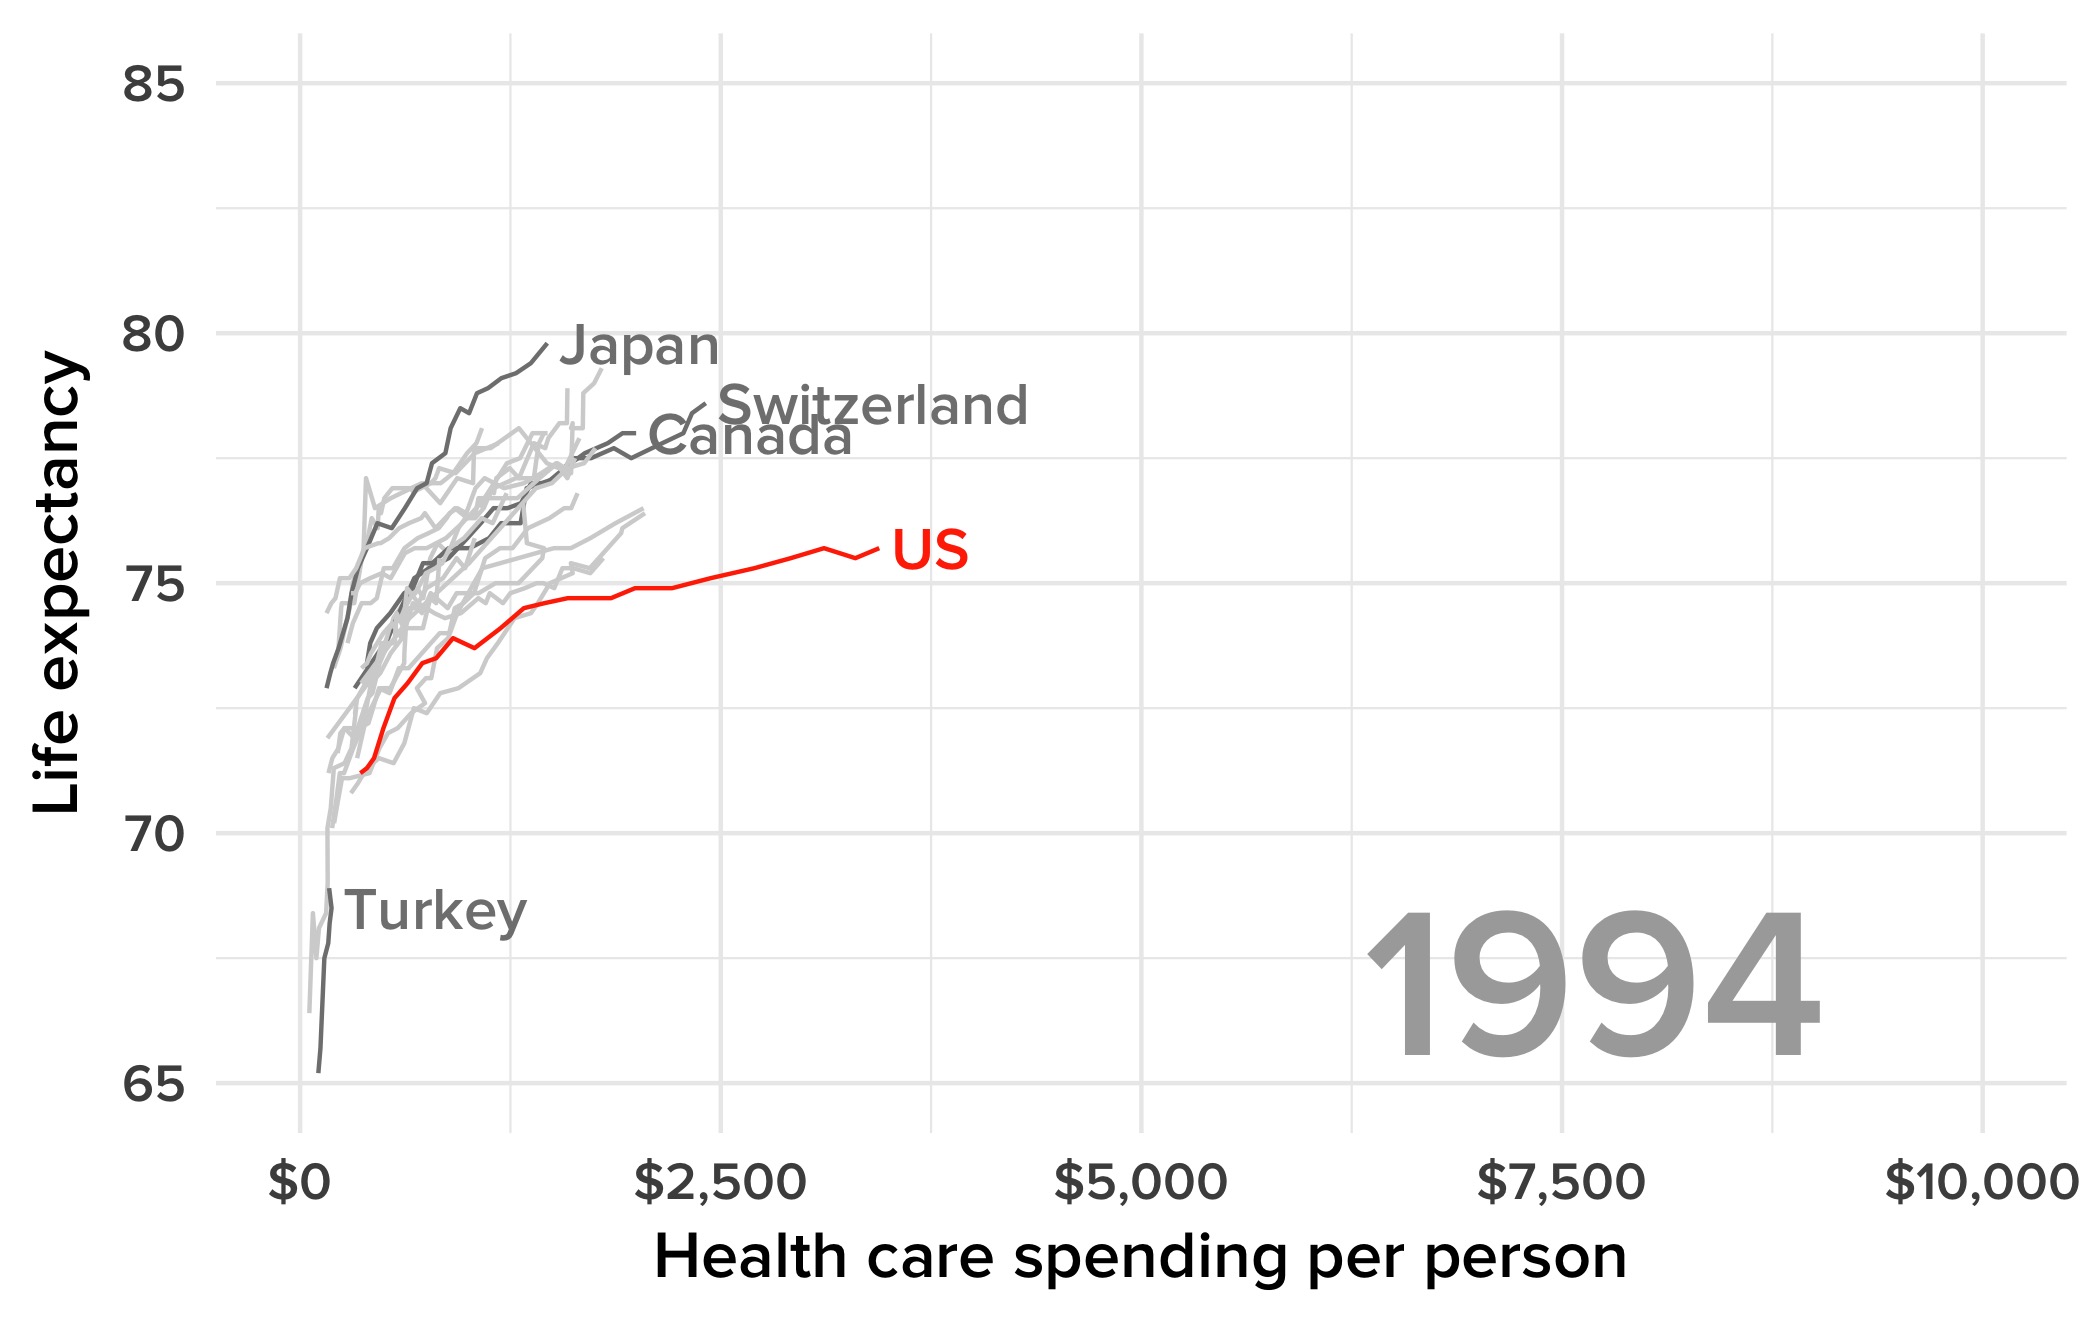 85
80
75
70
65
Life expectancy
Japan
Switzerland
Canada
US
Turkey
1994
$0 $2,500 $5,000 $7,500 $10,000
Health care spending per person